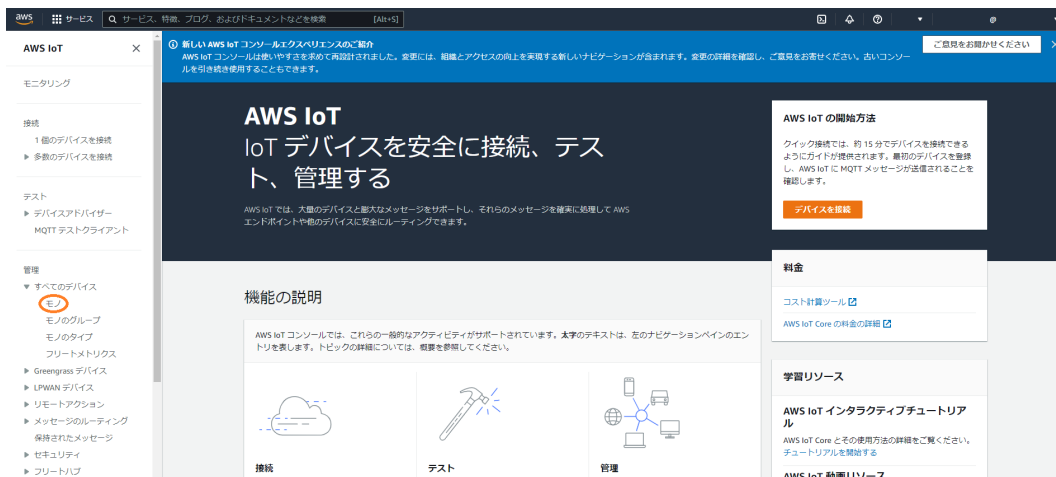 aws
サービス
サービス、特徴、ブログ、およびドキュメントなどを検索
[Alt+S]
@
AWS IoT
モニタリング
接続
1 個のデバイスを接続
多数のデバイスを接続
テスト
デバイスアドバイザー
MQTT テストクライアント
管理
すべてのデバイス
モノ
モノのグループ
モノのタイプ
フリートメトリクス
Greengrass デバイス
LPWAN デバイス
リモートアクション
メッセージのルーティング
保持されたメッセージ
セキュリティ
フリートハブ
新しい AWS IoT コンソールエクスペリエンスのご紹介
AWS IoT コンソールは使いやすさを求めて再設計されました。変更には、組織とアクセスの向上を実現する新しいナビゲーションが含まれます。変更の詳細を確認し、ご意見をお寄せください。古いコンソー
ルを引き続き使用することもできます。
ご意見をお聞かせください
AWS IoT
IoT デバイスを安全に接続、テス
ト、管理する
AWS IoT では、大量のデバイスと膨大なメッセージをサポートし、それらのメッセージを確実に処理して AWS
エンドポイントや他のデバイスに安全にルーティングできます。
AWS IoT の開始方法
クイック接続では、約 15 分でデバイスを接続できる
ようにガイドが提供されます。最初のデバイスを登録
し、AWS IoT に MQTT メッセージが送信されることを
確認します。
デバイスを接続
料金
コスト計算ツール
AWS IoT Core の料金の詳細
機能の説明
AWS IoT コンソールでは、これらの一般的なアクティビティがサポートされています。太字のテキストは、左のナビゲーションペインのエン
トリを表します。トピックの詳細については、概要を参照してください。
接続
テスト
管理
学習リソース
AWS IoT インタラクティブチュートリア
ル
AWS IoT Core とその使用方法の詳細をご覧ください。
チュートリアルを開始する
AWS IoT 動画リソース